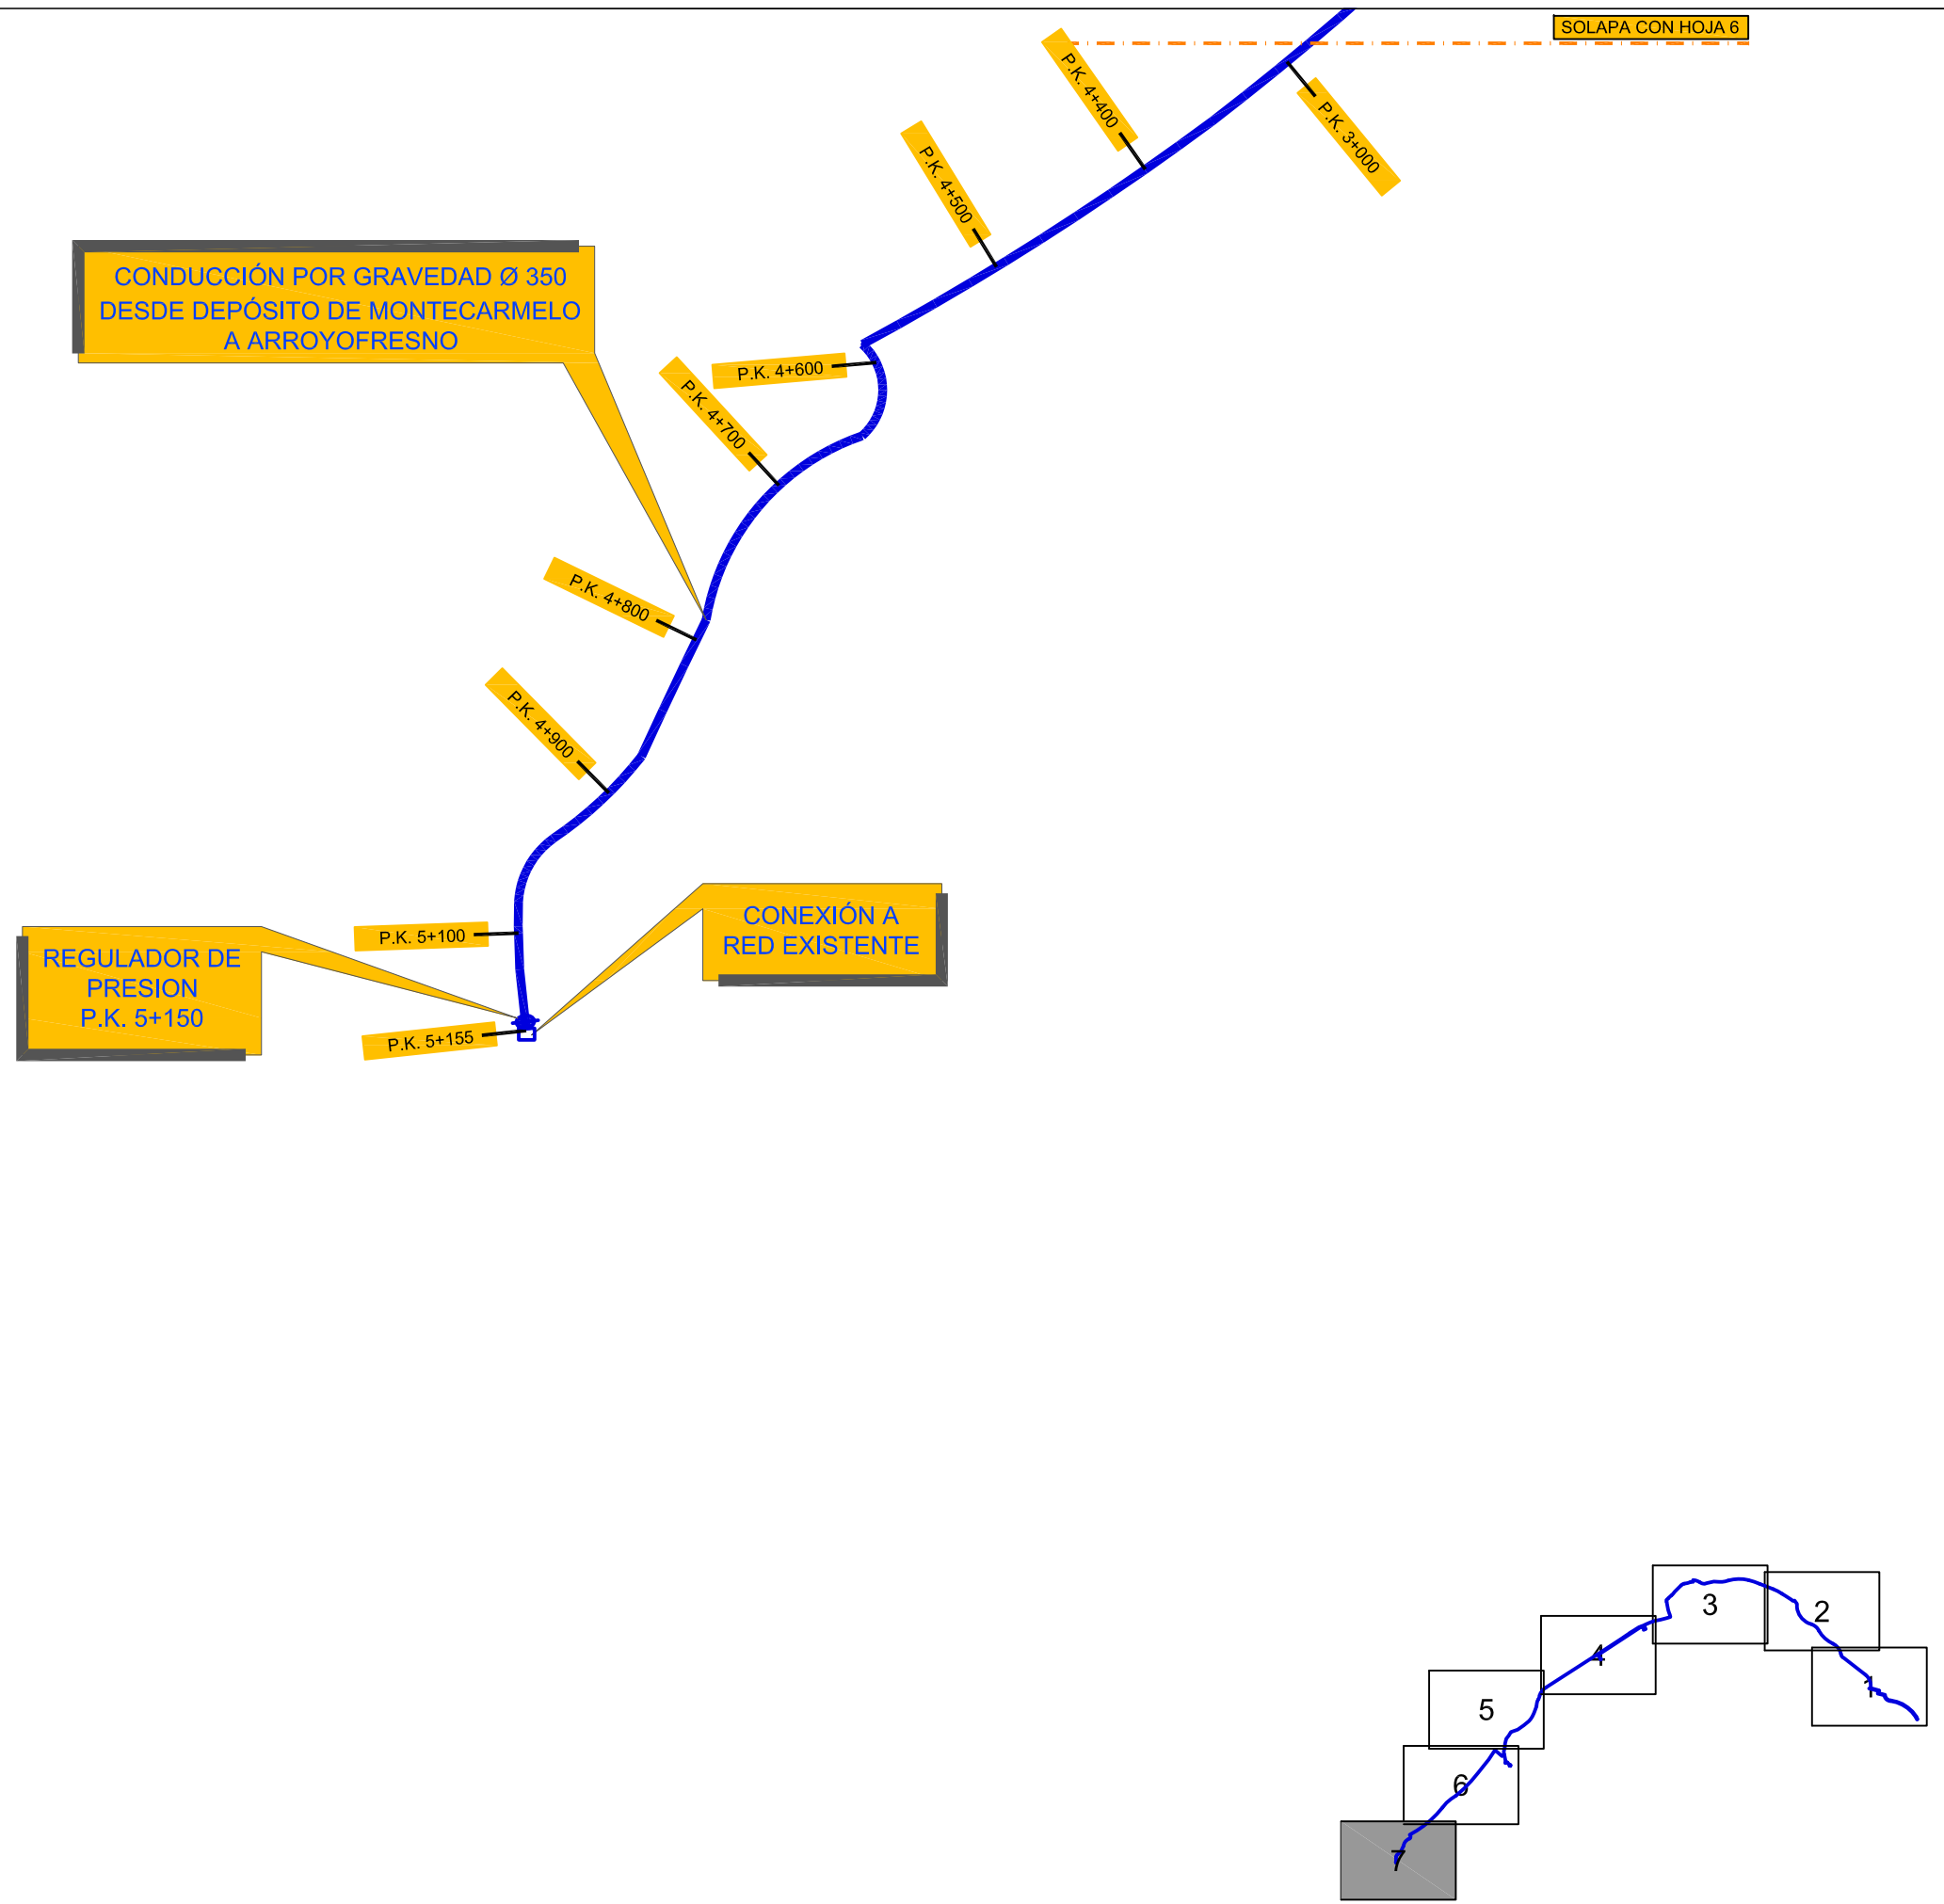 SOLAPA CON HOJA 6
P.K. 4+400
P.K. 3+000
P.K. 4+500
CONDUCCIÓN POR GRAVEDAD Ø 350
DESDE DEPÓSITO DE MONTECARMELO
A ARROYOFRESNO
P.K. 4+600
P.K. 4+700
P.K. 4+800
P.K. 4+900
CONEXIÓN A
RED EXISTENTE
P.K. 5+100
REGULADOR DE
PRESION
P.K. 5+150
P.K. 5+155
3
2
4
1
5
6
7